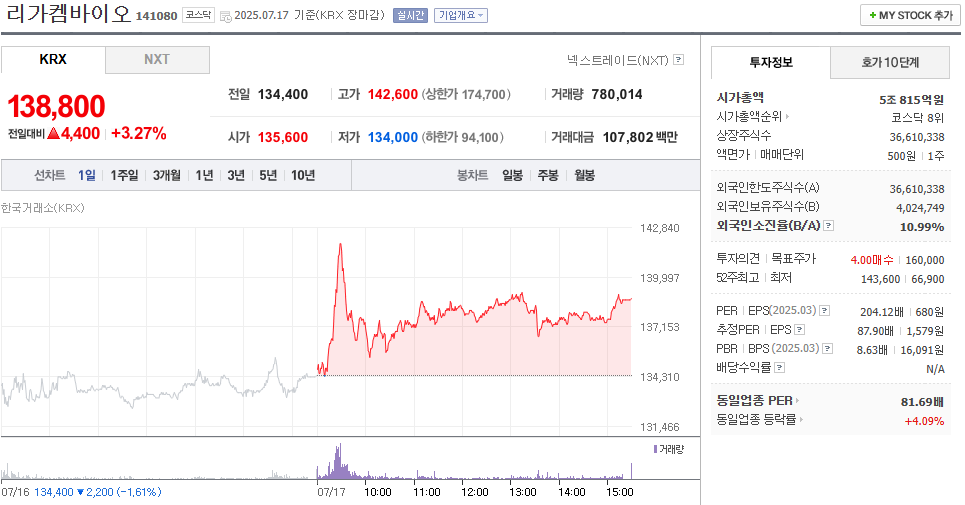 리가켐바이오 141080 코스닥 2025.07.17 기준(KRX 장마감) 실시간 기업개요
+ MY STOCK 추가
KRX NXT
넥스트레이드(NXT) ?
138,800
전일대비 ▲4,400 +3.27%
전일 134,400 고가 142,600 (상한가 174,700) 거래량 780,014
시가 135,600 저가 134,000 (하한가 94,100) 거래대금 107,802 백만
선차트 1일 1주일 3개월 1년 3년 5년 10년 봉차트 일봉 주봉 월봉
한국거래소(KRX)
142,840
139,997
137,153
134,310
131,466
거래량
07/16 134,400 ▼2,200 (-1,61%) 07/17 10:00 11:00 12:00 13:00 14:00 15:00
투자정보 호가 10단계
시가총액 5조 815억원
시가총액순위 코스닥 8위
상장주식수 36,610,338
액면가 매매단위 500원 1주
외국인한도주식수(A) 36,610,338
외국인보유주식수(B) 4,024,749
외국인소진율(B/A) ? 10.99%
투자의견 목표주가 4.00매수 160,000
52주최고 최저 143,600 66,900
PER EPS(2025.03) ? 204.12배 680원
추정PER EPS ? 87.90배 1,579원
PBR BPS (2025.03) ? 8.63배 16,091원
배당수익률 ? N/A
동일업종 PER 81.69배
동일업종 등락률 +4.09%